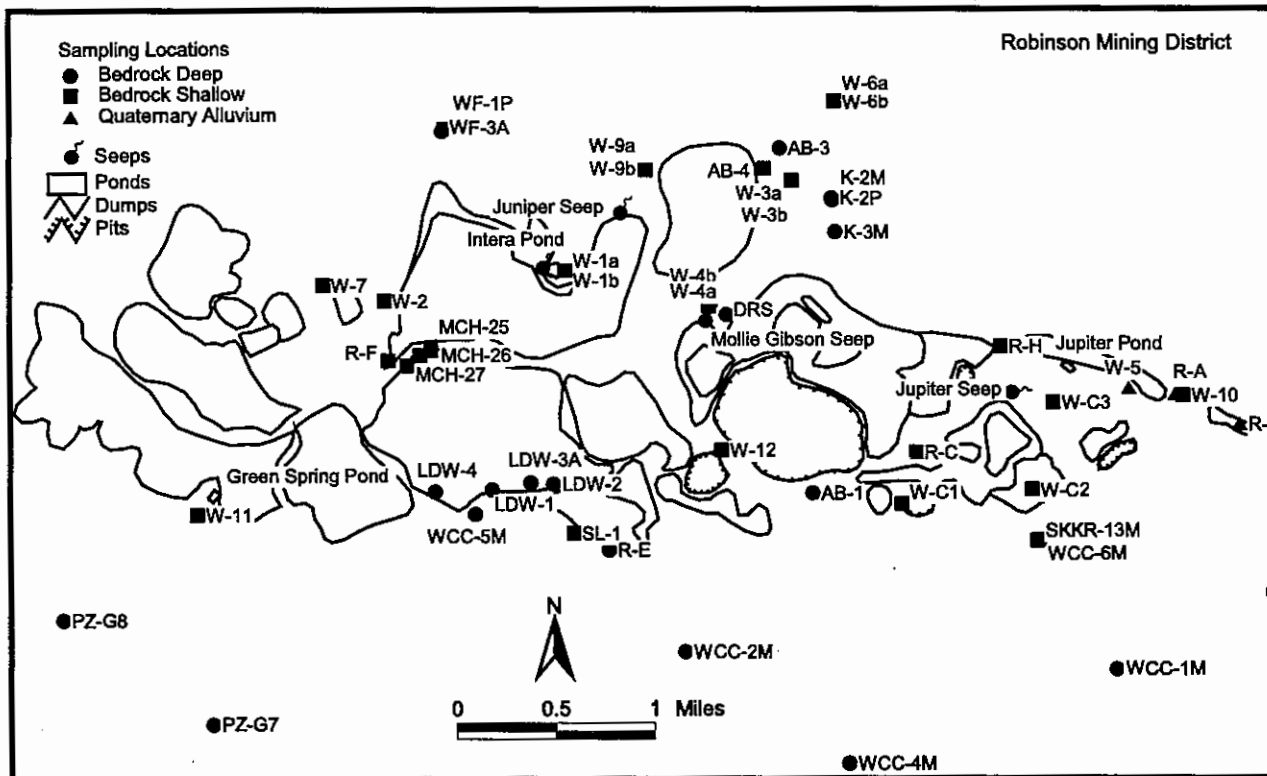 Robinson Mining District
Sampling Locations
Bedrock Deep
Bedrock Shallow
Quaternary Alluvium
Seeps
Ponds
Dumps
Pits
WF-1P
WF-3A
W-6a
W-6b
W-9a
W-9b
AB-3
AB-4
W-3a
W-3b
K-2M
K-2P
K-3M
Juniper Seep
Intera Pond
W-1a
W-1b
W-7
W-2
W-4b
W-4a
DRS
Mollie Gibson Seep
MCH-25
MCH-26
MCH-27
R-F
R-H
Jupiter Pond
W-5
R-A
W-10
R-
Jupiter Seep
W-C3
W-12
R-C
LDW-4
LDW-3A
LDW-2
LDW-1
Green Spring Pond
AB-1
W-C1
W-C2
W-11
WCC-5M
SL-1
R-E
SKKR-13M
WCC-6M
PZ-G8
N
WCC-2M
WCC-1M
0 0.5 1 Miles
PZ-G7
WCC-4M